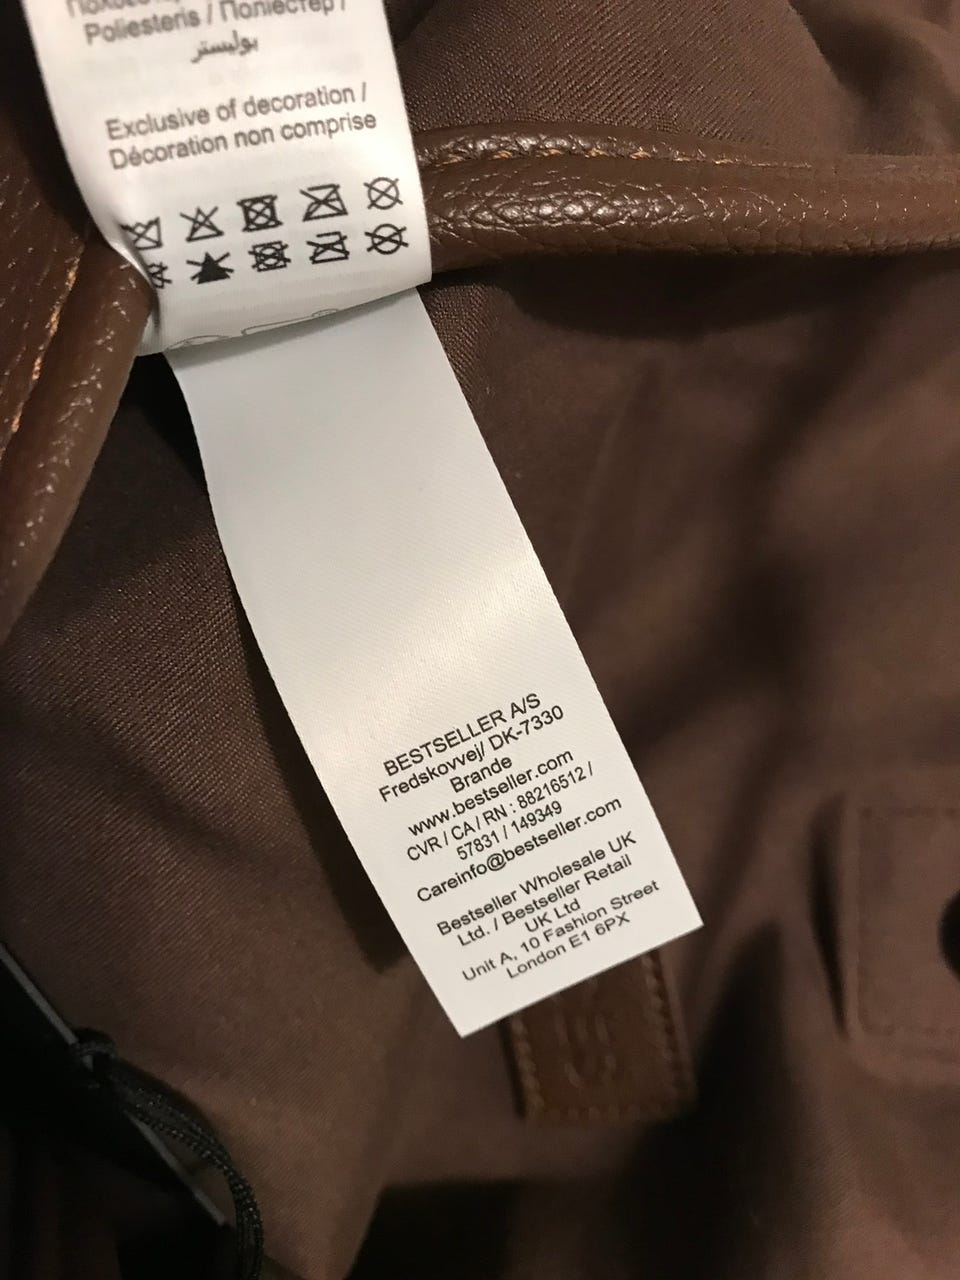 Poliesteris / Поліестер /
بوليستر
Exclusive of decoration /
Décoration non comprise
BESTSELLER A/S
Fredskovvej/ DK-7330
Brande
www.bestseller.com
CVR / CA / RN : 88216512 /
57831 / 149349
Careinfo@bestseller.com
Bestseller Wholesale UK
Ltd. / Bestseller Retail
UK Ltd
Unit A, 10 Fashion Street
London E1 6PX